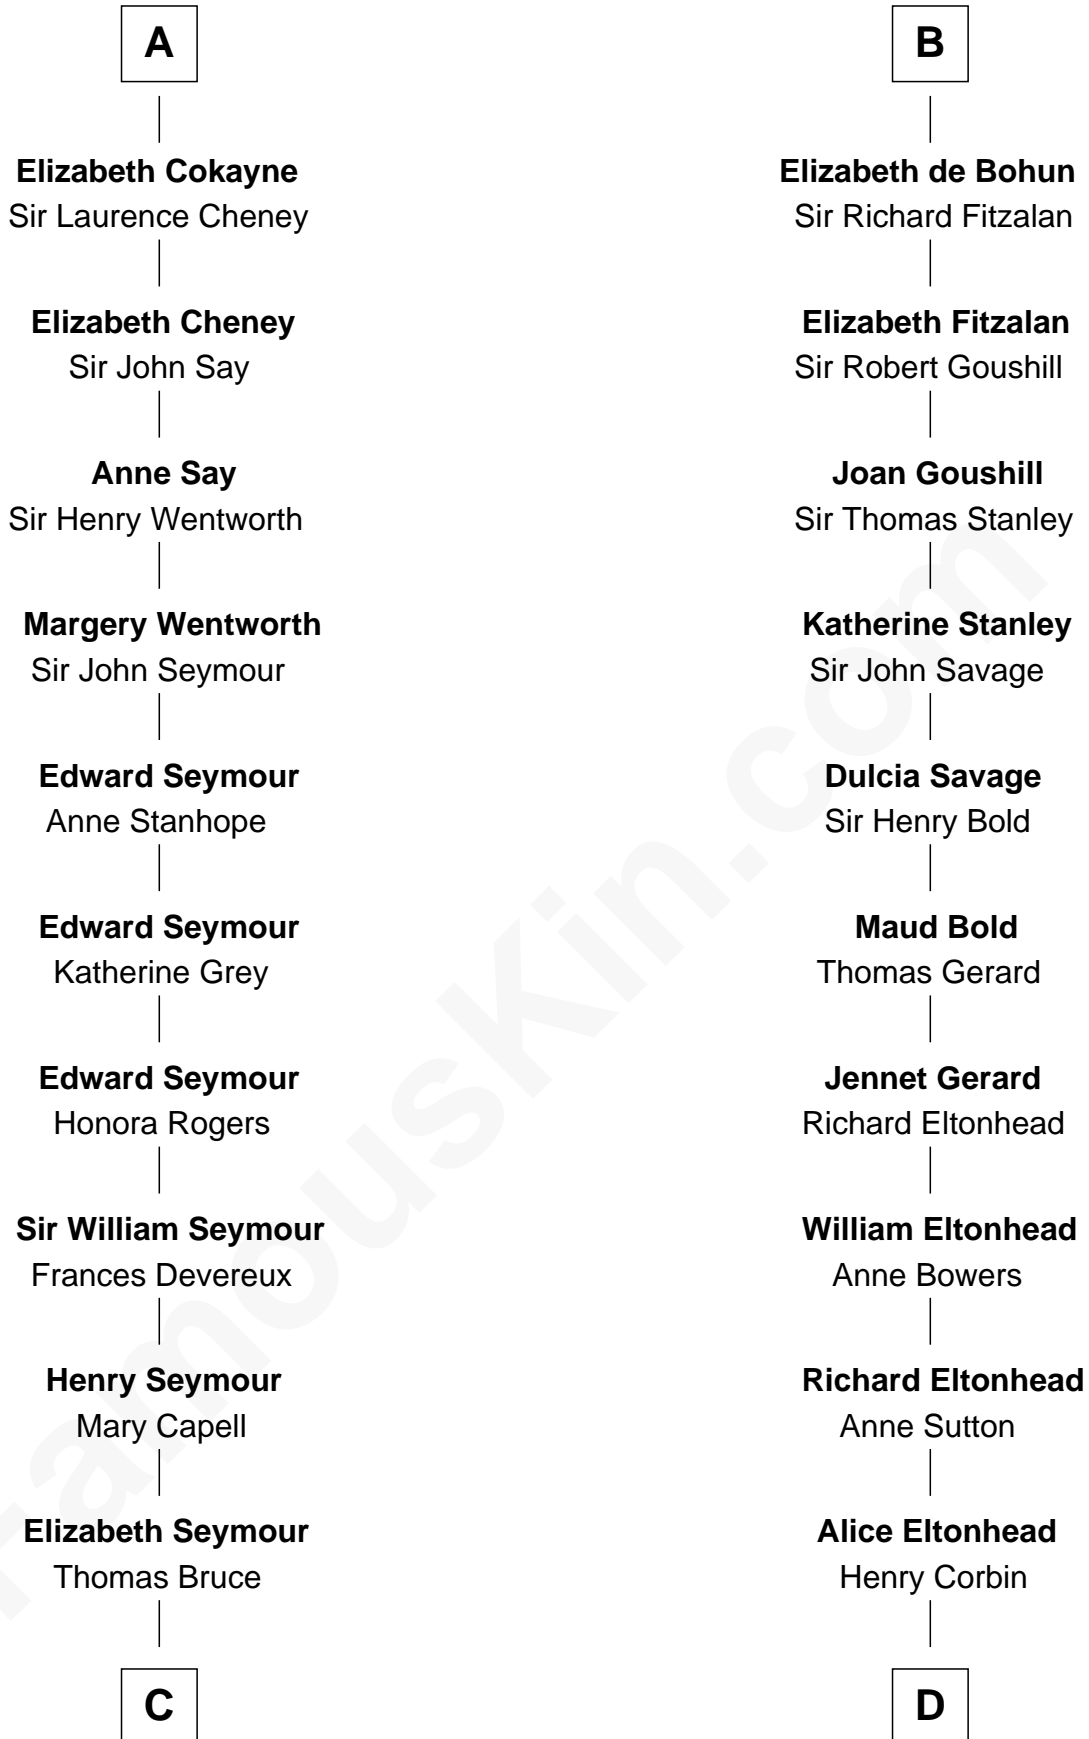 A
Elizabeth Cokayne
Sir Laurence Cheney
Elizabeth Cheney
Sir John Say
Anne Say
Sir Henry Wentworth
Margery Wentworth
Sir John Seymour
Edward Seymour
Anne Stanhope
Edward Seymour
Katherine Grey
Edward Seymour
Honora Rogers
Sir William Seymour
Frances Devereux
Henry Seymour
Mary Capell
Elizabeth Seymour
Thomas Bruce
C
B
Elizabeth de Bohun
Sir Richard Fitzalan
Elizabeth Fitzalan
Sir Robert Goushill
Joan Goushill
Sir Thomas Stanley
Katherine Stanley
Sir John Savage
Dulcia Savage
Sir Henry Bold
Maud Bold
Thomas Gerard
Jennet Gerard
Richard Eltonhead
William Eltonhead
Anne Bowers
Richard Eltonhead
Anne Sutton
Alice Eltonhead
Henry Corbin
D
FamousKin.com